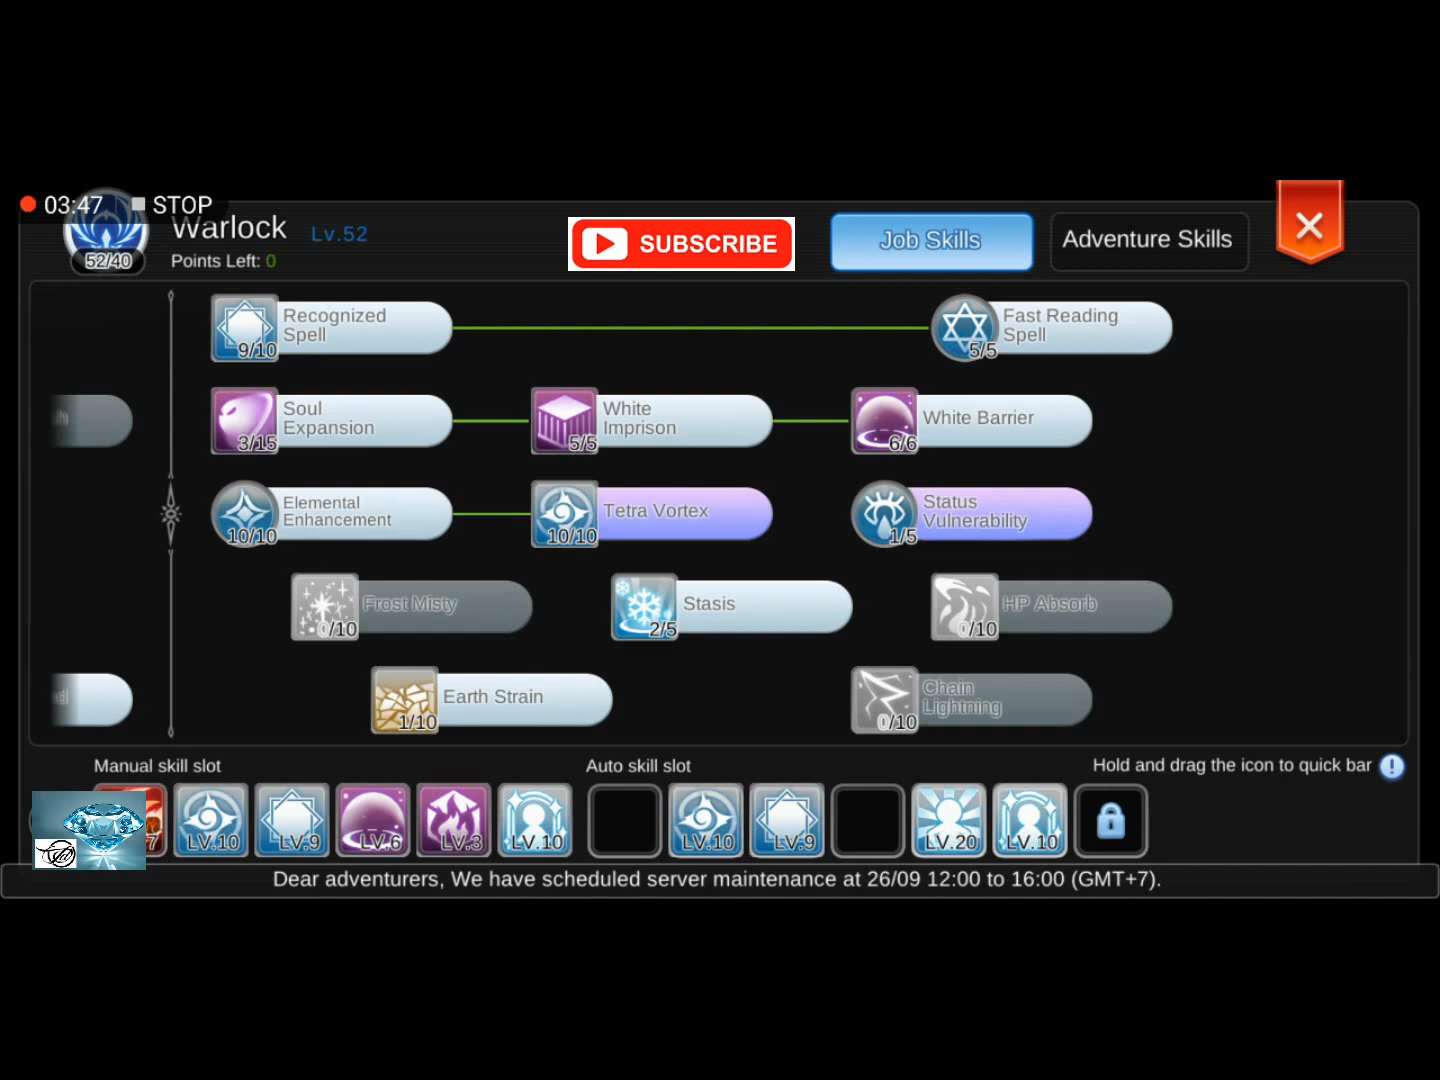 03:47 STOP
Warlock Lv.52
52/40
Points Left: 0
SUBSCRIBE
Job Skills
Adventure Skills
Recognized
Spell
9/10
Fast Reading
Spell
5/5
Soul
Expansion
3/15
White
Imprison
5/5
White Barrier
6/6
Elemental
Enhancement
10/10
Tetra Vortex
10/10
Status
Vulnerability
1/5
Frost Misty
0/10
Stasis
2/5
HP Absorb
0/10
Earth Strain
1/10
Chain
Lightning
0/10
Manual skill slot
Auto skill slot
Hold and drag the icon to quick bar
7
LV.10
LV.9
LV.6
LV.3
LV.10
LV.10
LV.9
LV.20
LV.10
Dear adventurers, We have scheduled server maintenance at 26/09 12:00 to 16:00 (GMT+7).